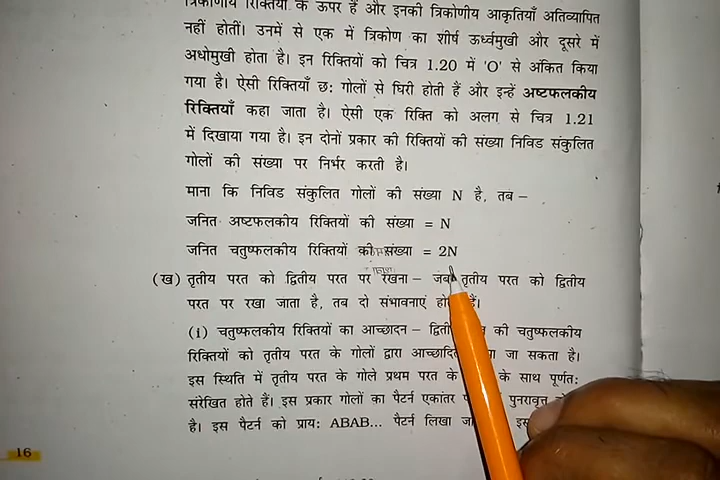 त्रिकोणीय रिक्तियों के ऊपर हैं और इनकी त्रिकोणीय आकृतियाँ अतिव्यापित
नहीं होतीं। उनमें से एक में त्रिकोण का शीर्ष ऊर्ध्वमुखी और दूसरे में
अधोमुखी होता है। इन रिक्तियों को चित्र 1.20 में 'O' से अंकित किया
गया है। ऐसी रिक्तियाँ छ: गोलों से घिरी होती हैं और इन्हें अष्टफलकीय
रिक्तियाँ कहा जाता है। ऐसी एक रिक्ति को अलग से चित्र 1.21
में दिखाया गया है। इन दोनों प्रकार की रिक्तियों की संख्या निविड संकुलित
गोलों की संख्या पर निर्भर करती है।
माना कि निविड संकुलित गोलों की संख्या N है, तब –
जनित अष्टफलकीय रिक्तियों की संख्या = N
जनित चतुष्फलकीय रिक्तियों की संख्या = 2N
(ख) तृतीय परत को द्वितीय परत पर रखना – जब तृतीय परत को द्वितीय
परत पर रखा जाता है, तब दो संभावनाएं हैं।
(i) चतुष्फलकीय रिक्तियों का आच्छादन – की चतुष्फलकीय
रिक्तियों को तृतीय परत के गोलों द्वारा जा सकता है।
इस स्थिति में तृतीय परत के गोले प्रथम परत के के साथ पूर्णत:
संरेखित होते हैं। इस प्रकार गोलों का पैटर्न एकांतर पुनरावृत्त
है। इस पैटर्न को प्राय: ABAB... पैटर्न लिखा
16